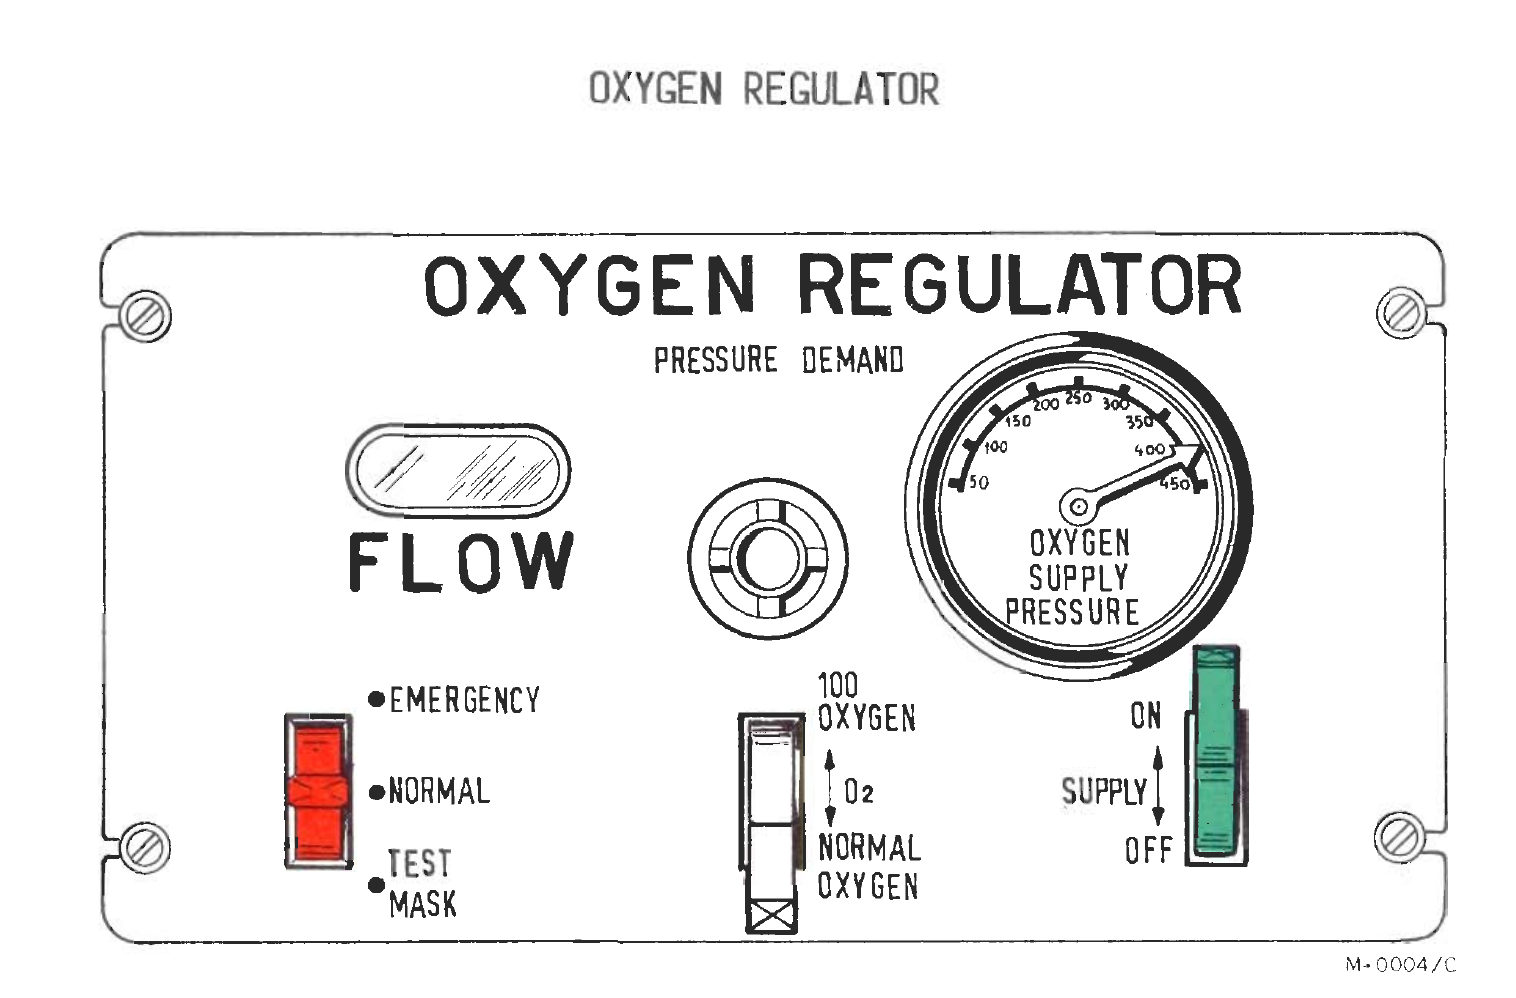 OXYGEN REGULATOR
OXYGEN REGULATOR
PRESSURE DEMAND
50
100
150
200
250
300
350
400
450
OXYGEN
SUPPLY
PRESSURE
FLOW
EMERGENCY
NORMAL
TEST
MASK
100
OXYGEN
O2
NORMAL
OXYGEN
ON
SUPPLY
OFF
M-0004/C